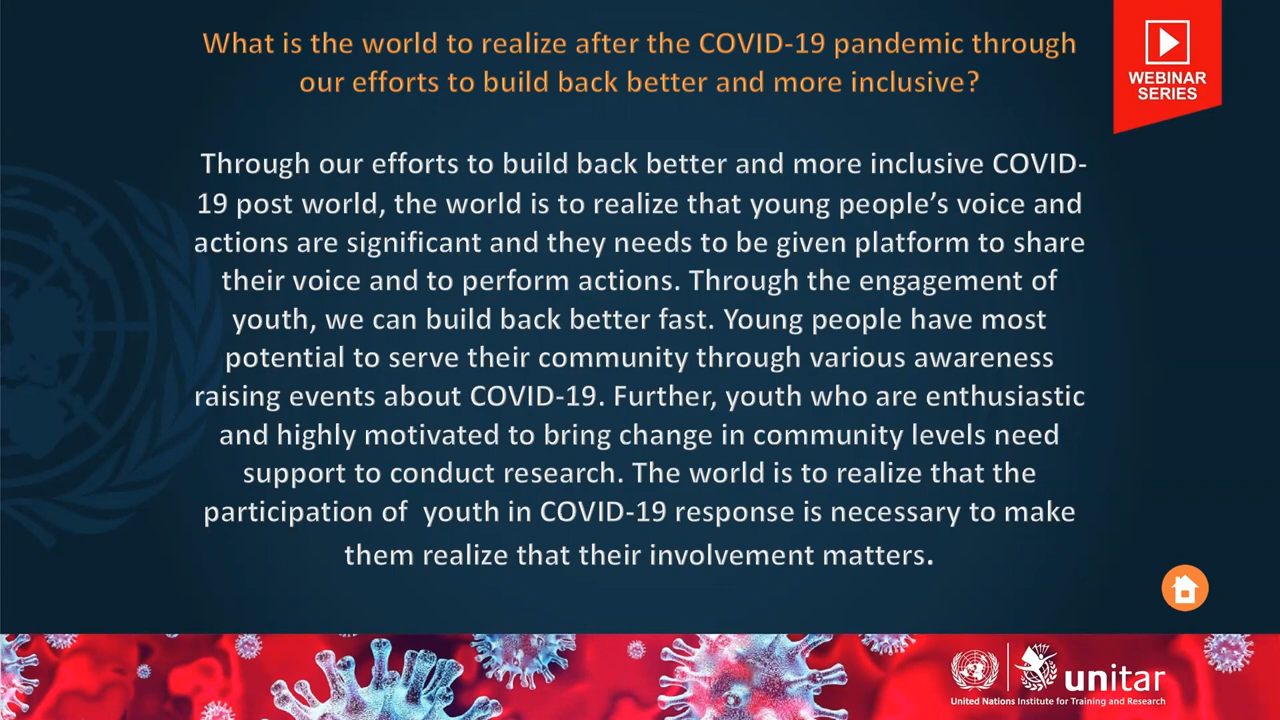 What is the world to realize after the COVID-19 pandemic through
our efforts to build back better and more inclusive?
WEBINAR
SERIES
Through our efforts to build back better and more inclusive COVID-
19 post world, the world is to realize that young people’s voice and
actions are significant and they needs to be given platform to share
their voice and to perform actions. Through the engagement of
youth, we can build back better fast. Young people have most
potential to serve their community through various awareness
raising events about COVID-19. Further, youth who are enthusiastic
and highly motivated to bring change in community levels need
support to conduct research. The world is to realize that the
participation of youth in COVID-19 response is necessary to make
them realize that their involvement matters.
unitar
United Nations Institute for Training and Research